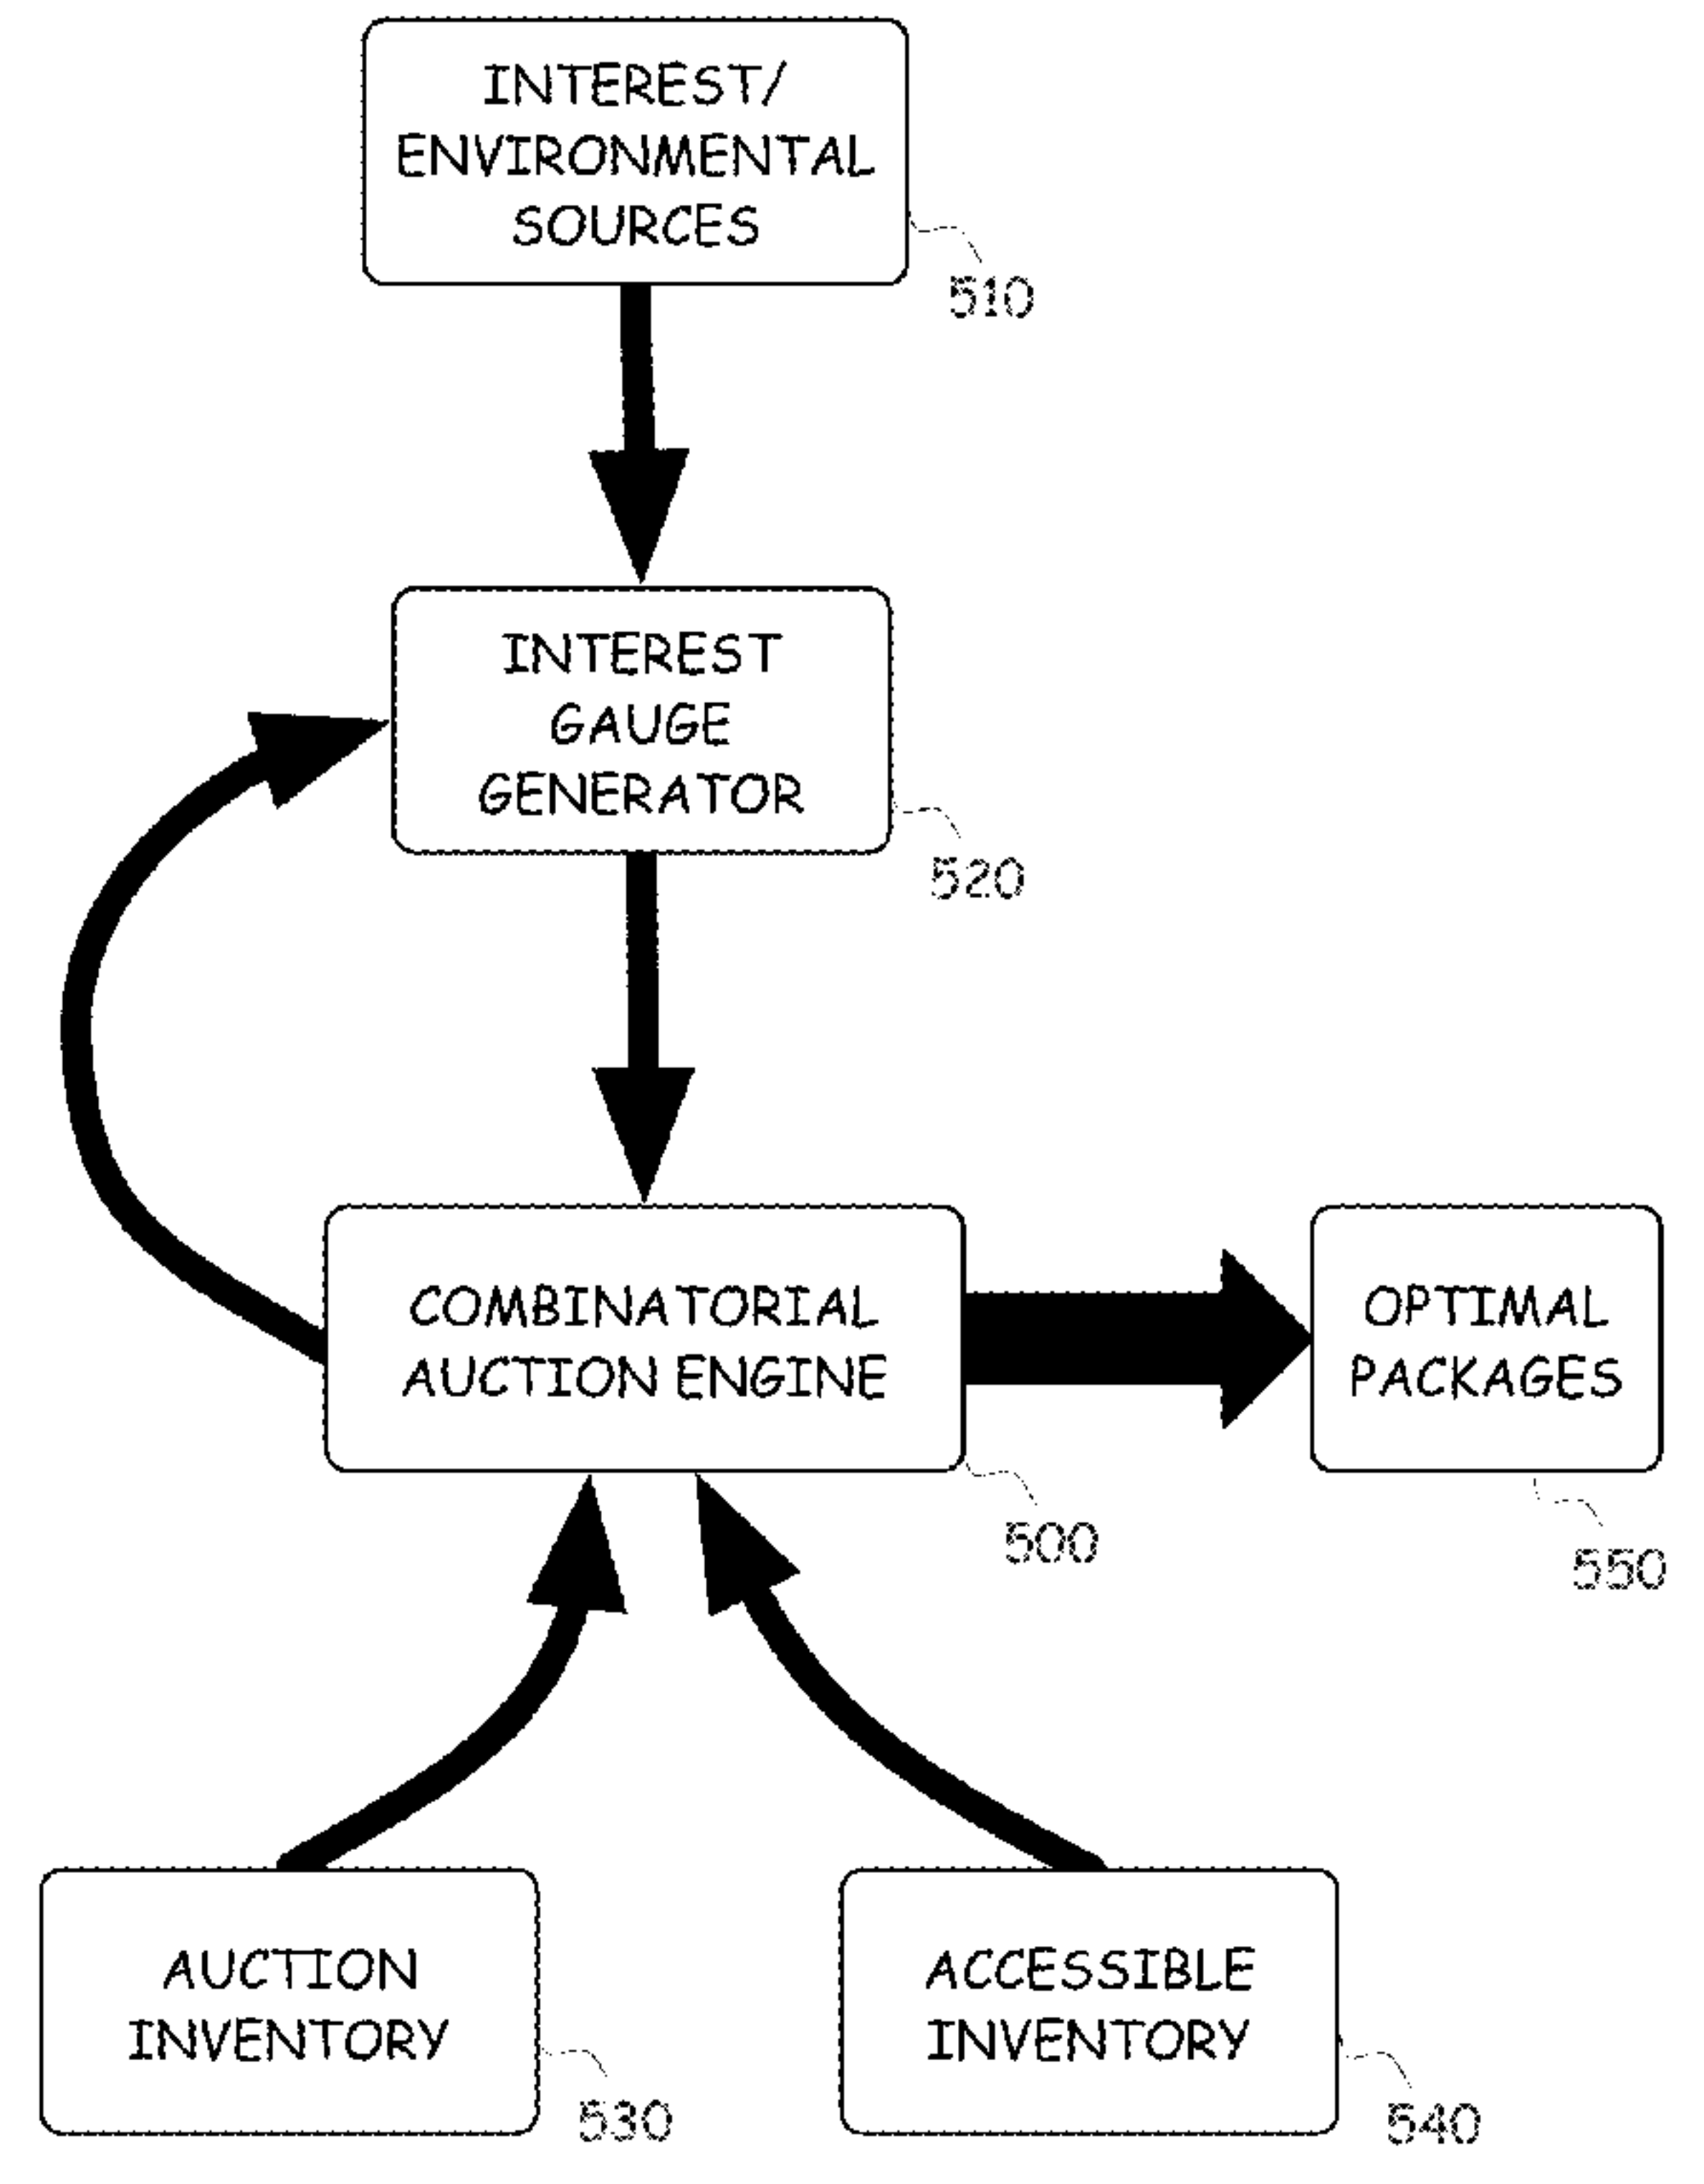 INTEREST/
ENVIRONMENTAL
SOURCES
510
INTEREST
GAUGE
GENERATOR
520
COMBINATORIAL
AUCTION ENGINE
500
OPTIMAL
PACKAGES
550
AUCTION
INVENTORY
530
ACCESSIBLE
INVENTORY
540